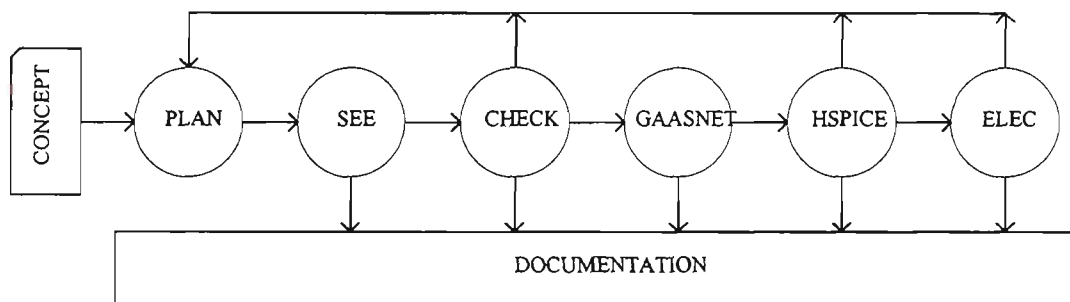 CONCEPT
PLAN
SEE
CHECK
GAASNET
HSPICE
ELEC
DOCUMENTATION